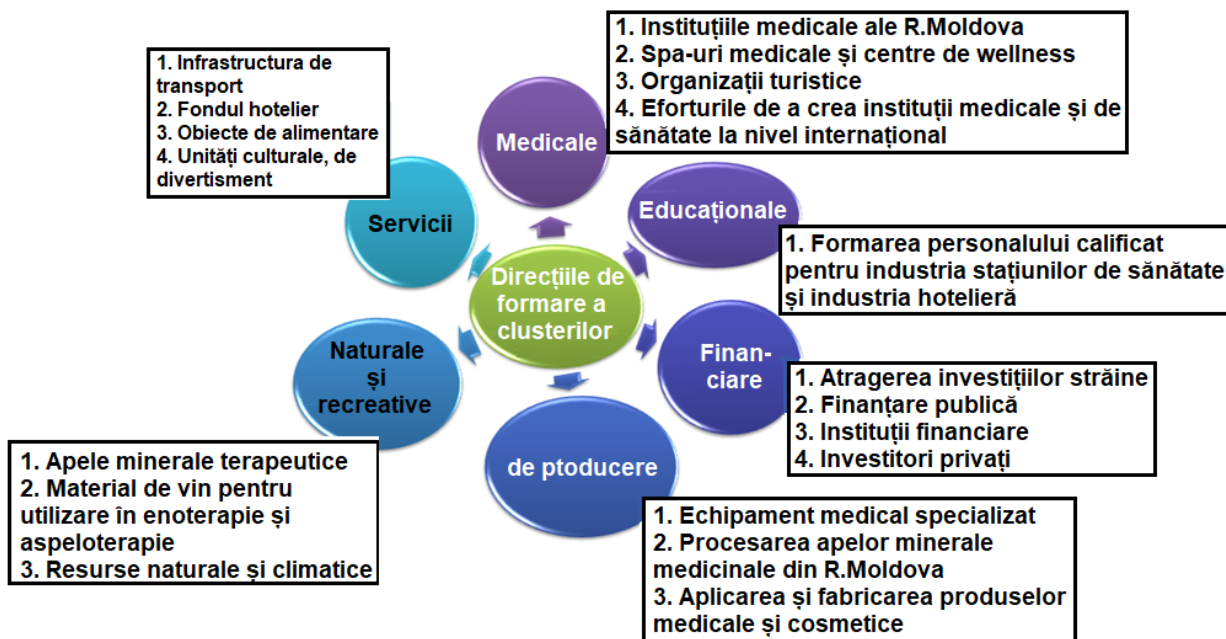 1. Infrastructura de
transport
2. Fondul hotelier
3. Obiecte de alimentare
4. Unități culturale, de
divertisment
Servicii
Medicale
1. Instituțiile medicale ale R.Moldova
2. Spa-uri medicale și centre de wellness
3. Organizații turistice
4. Eforturile de a crea instituții medicale și de
sănătate la nivel internațional
Educaționale
1. Formarea personalului calificat
pentru industria stațiunilor de sănătate
și industria hotelieră
Direcțiile de
formare a
clusterilor
Finan-
ciare
1. Atragerea investițiilor străine
2. Finanțare publică
3. Instituții financiare
4. Investitori privați
Naturale
și
recreative
1. Apele minerale terapeutice
2. Material de vin pentru
utilizare în enoterapie și
aspeloterapie
3. Resurse naturale și climatice
de ptoducere
1. Echipament medical specializat
2. Procesarea apelor minerale
medicinale din R.Moldova
3. Aplicarea și fabricarea produselor
medicale și cosmetice